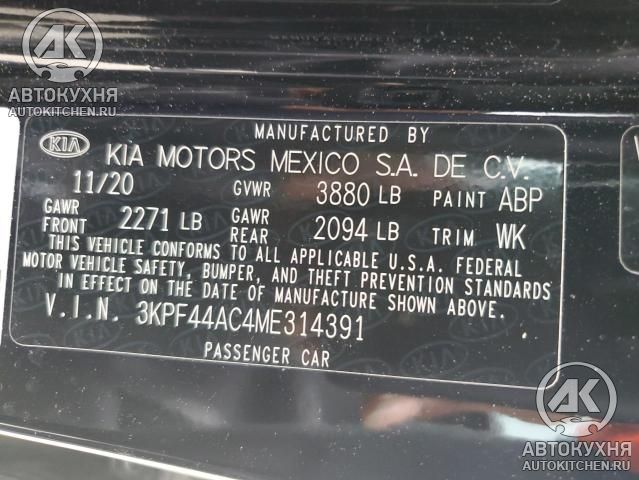 AK
АВТОКУХНЯ
AUTOKITCHEN.RU
MANUFACTURED BY
KIA KIA MOTORS MEXICO S.A. DE C.V.
11/20 GVWR 3880 LB PAINT ABP
GAWR FRONT 2271 LB GAWR REAR 2094 LB TRIM WK
THIS VEHICLE CONFORMS TO ALL APPLICABLE U.S.A. FEDERAL
MOTOR VEHICLE SAFETY, BUMPER, AND THEFT PREVENTION STANDARDS
IN EFFECT ON THE DATE OF MANUFACTURE SHOWN ABOVE.
V.I.N. 3KPF44AC4ME314391
PASSENGER CAR
AK
АВТОКУХНЯ
AUTOKITCHEN.RU